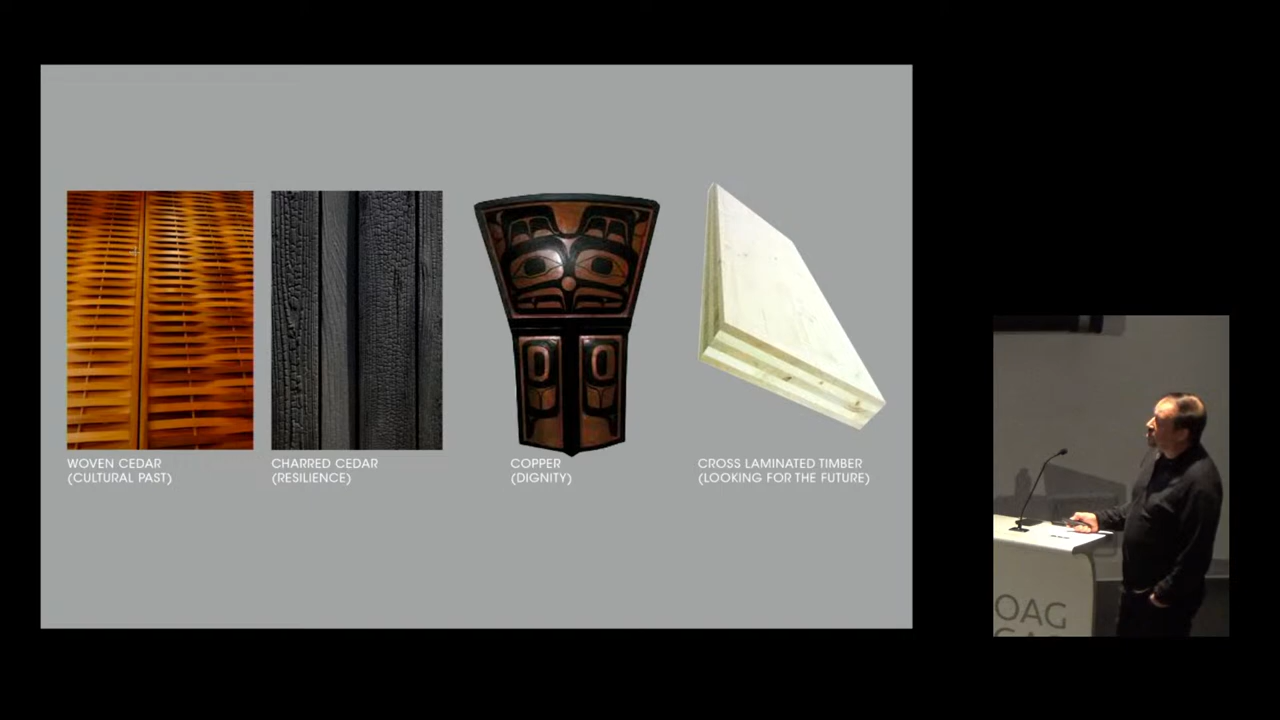 WOVEN CEDAR
(CULTURAL PAST)
CHARRED CEDAR
(RESILIENCE)
COPPER
(DIGNITY)
CROSS LAMINATED TIMBER
(LOOKING FOR THE FUTURE)
OAG